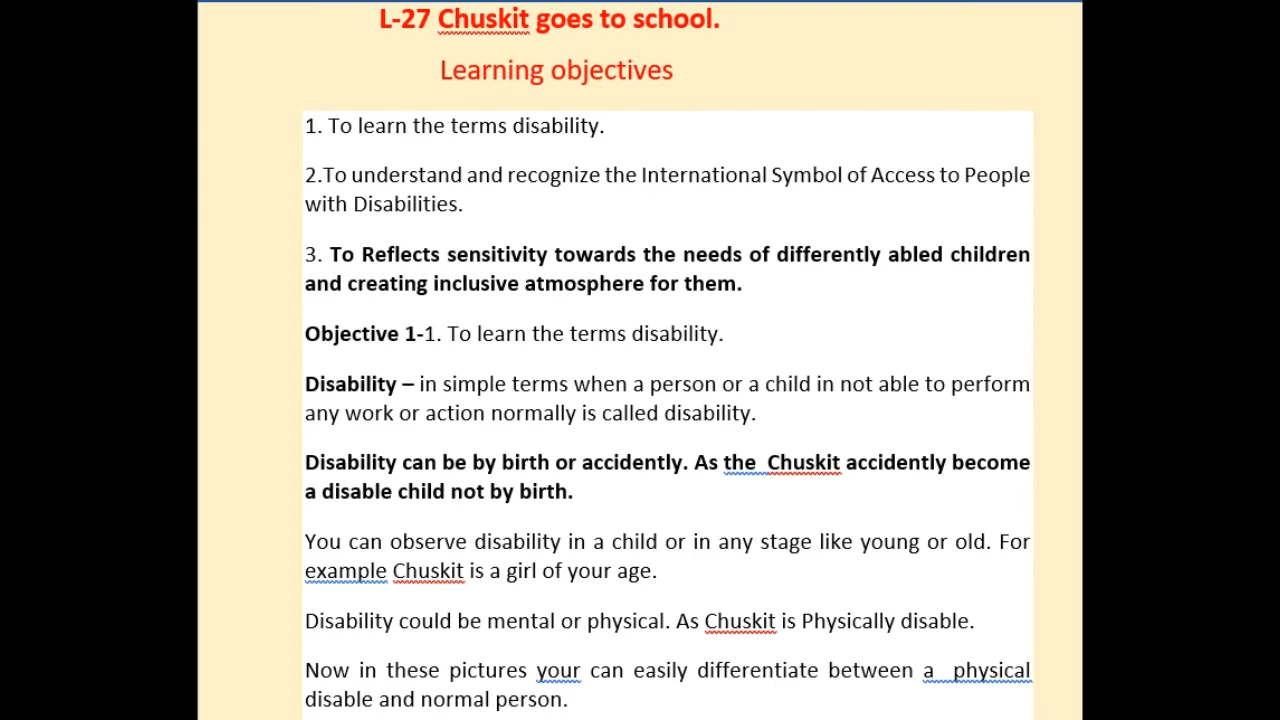 L-27 Chuskit goes to school.
Learning objectives
1. To learn the terms disability.
2.To understand and recognize the International Symbol of Access to People
with Disabilities.
3. To Reflects sensitivity towards the needs of differently abled children
and creating inclusive atmosphere for them.
Objective 1-1. To learn the terms disability.
Disability – in simple terms when a person or a child in not able to perform
any work or action normally is called disability.
Disability can be by birth or accidently. As the  Chuskit accidently become
a disable child not by birth.
You can observe disability in a child or in any stage like young or old. For
example Chuskit is a girl of your age.
Disability could be mental or physical. As Chuskit is Physically disable.
Now in these pictures your can easily differentiate between a  physical
disable and normal person.